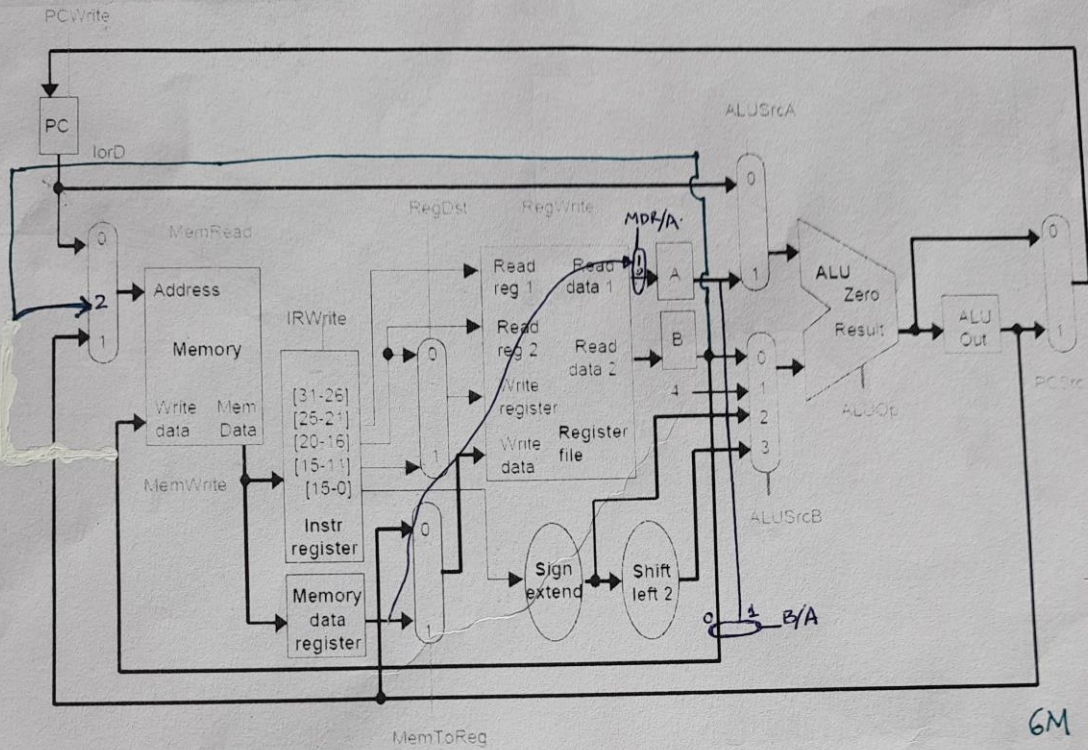 PCWrite
PC
IorD
ALUSrcA
0
RegDst
RegWrite
MDR/A.
0
MemRead
0
Address
2
1
Memory
Write data
Mem Data
MemWrite
IRWrite
[31-26]
[25-21]
[20-16]
[15-11]
[15-0]
Instr register
Memory data register
0
1
0
1
MemToReg
Read reg 1
Read data 1
Read reg 2
Read data 2
Write register
Write data
Register file
1
0
A
B
4
1
0
1
2
3
ALUSrcB
ALU
Zero
Result
ALUOp
ALU Out
1
PCSrc
Sign extend
Shift left 2
0
1
B/A
6M